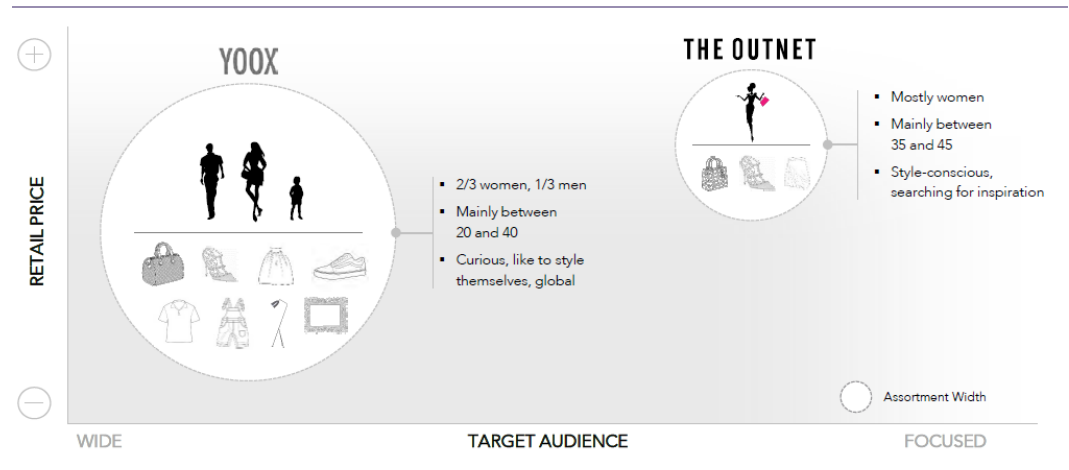 YOOX
THE OUTNET
Mostly women
Mainly between
35 and 45
Style-conscious,
searching for inspiration
2/3 women, 1/3 men
Mainly between
20 and 40
Curious, like to style
themselves, global
RETAIL PRICE
Assortment Width
WIDE
TARGET AUDIENCE
FOCUSED